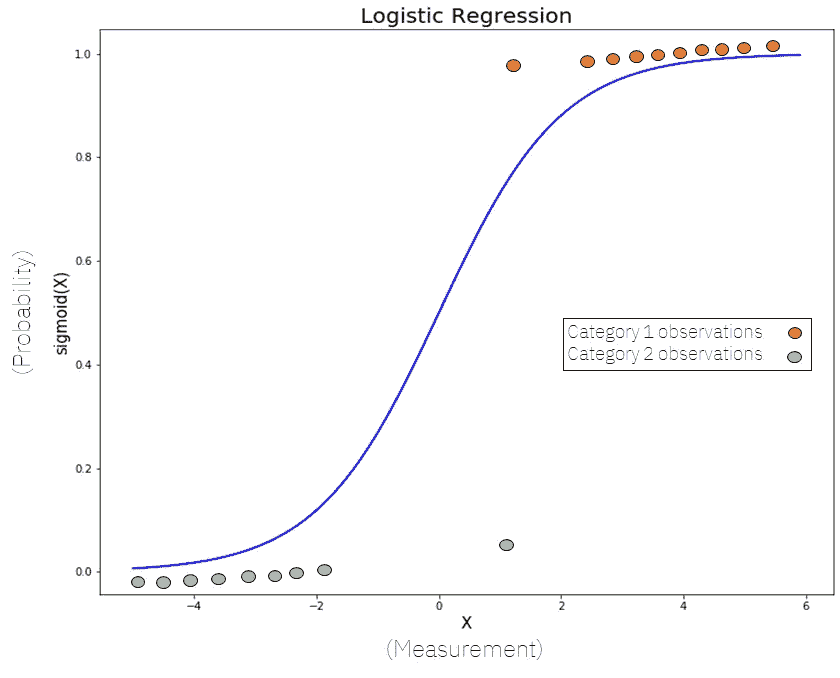 Logistic Regression
1.0
0.8
0.6
0.4
0.2
0.0
(Probability)
sigmoid(X)
Category 1 observations
Category 2 observations
−4
−2
0
2
4
6
X
(Measurement)